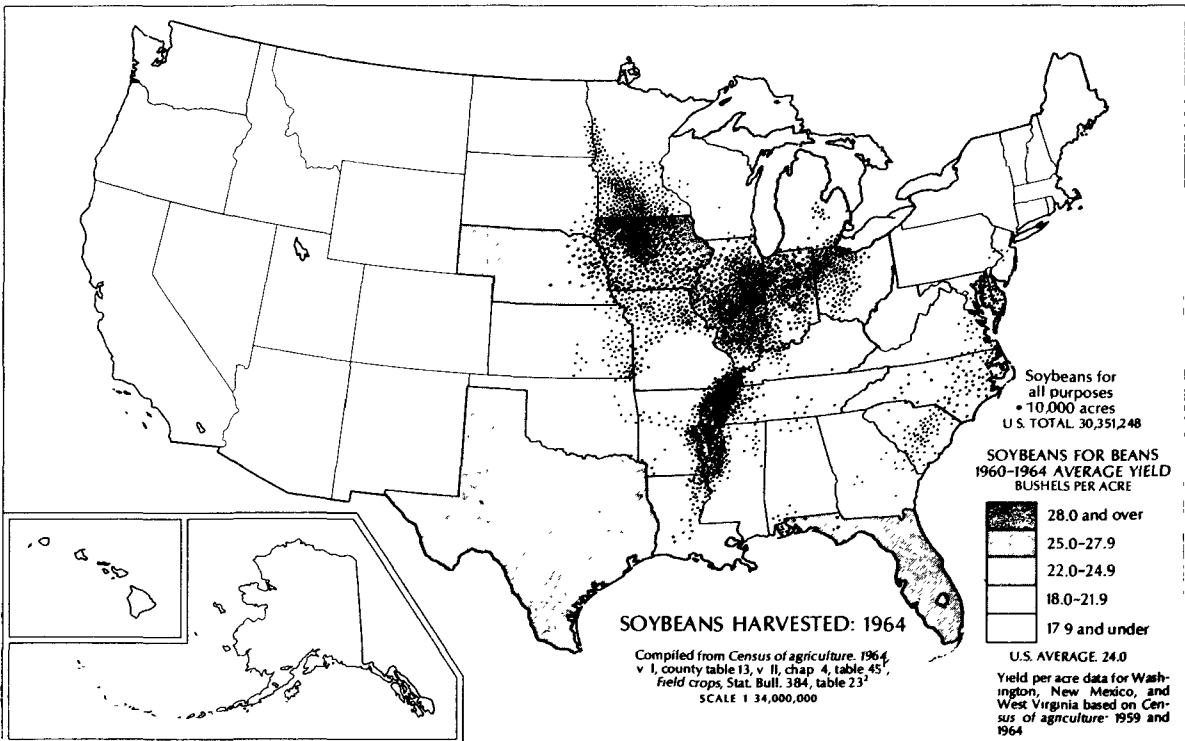 Soybeans for
all purposes
• 10,000 acres
U.S. TOTAL. 30,351,248
SOYBEANS FOR BEANS
1960–1964 AVERAGE YIELD
BUSHELS PER ACRE
28.0 and over
25.0–27.9
22.0–24.9
18.0–21.9
17 9 and under
U.S. AVERAGE. 24.0
Yield per acre data for Wash-
ington, New Mexico, and
West Virginia based on Cen-
sus of agriculture· 1959 and
1964
SOYBEANS HARVESTED: 1964
Compiled from Census of agriculture. 1964,
v I, county table 13, v II, chap 4, table 45¹,
Field crops, Stat. Bull. 384, table 23²
SCALE 1 34,000,000